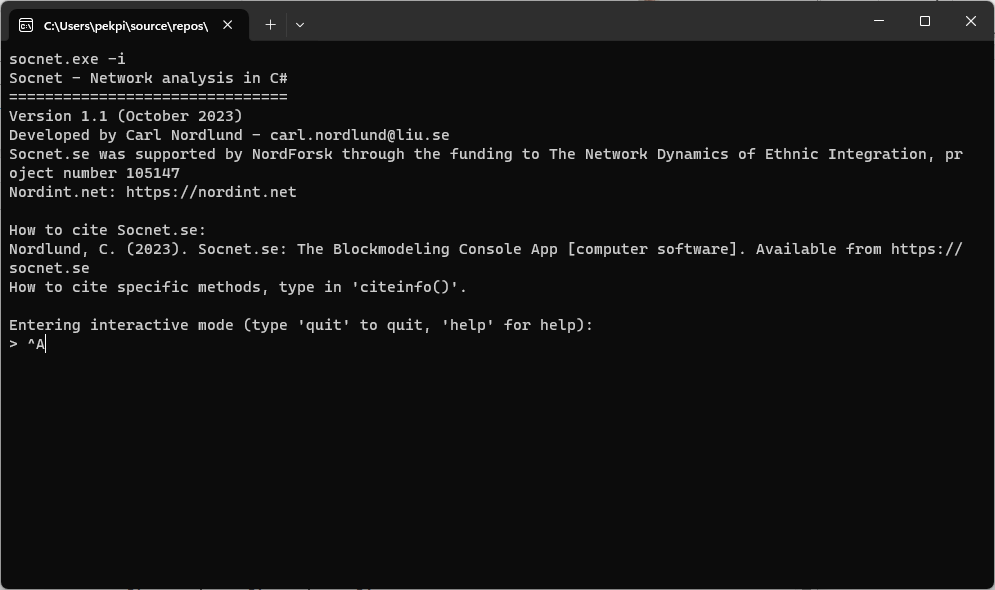 C:\Users\pekpi\source\repos\
socnet.exe -i
Socnet - Network analysis in C#
===============================
Version 1.1 (October 2023)
Developed by Carl Nordlund - carl.nordlund@liu.se
Socnet.se was supported by NordForsk through the funding to The Network Dynamics of Ethnic Integration, pr
oject number 105147
Nordint.net: https://nordint.net
How to cite Socnet.se:
Nordlund, C. (2023). Socnet.se: The Blockmodeling Console App [computer software]. Available from https://
socnet.se
How to cite specific methods, type in 'citeinfo()'.
Entering interactive mode (type 'quit' to quit, 'help' for help):
> ^A